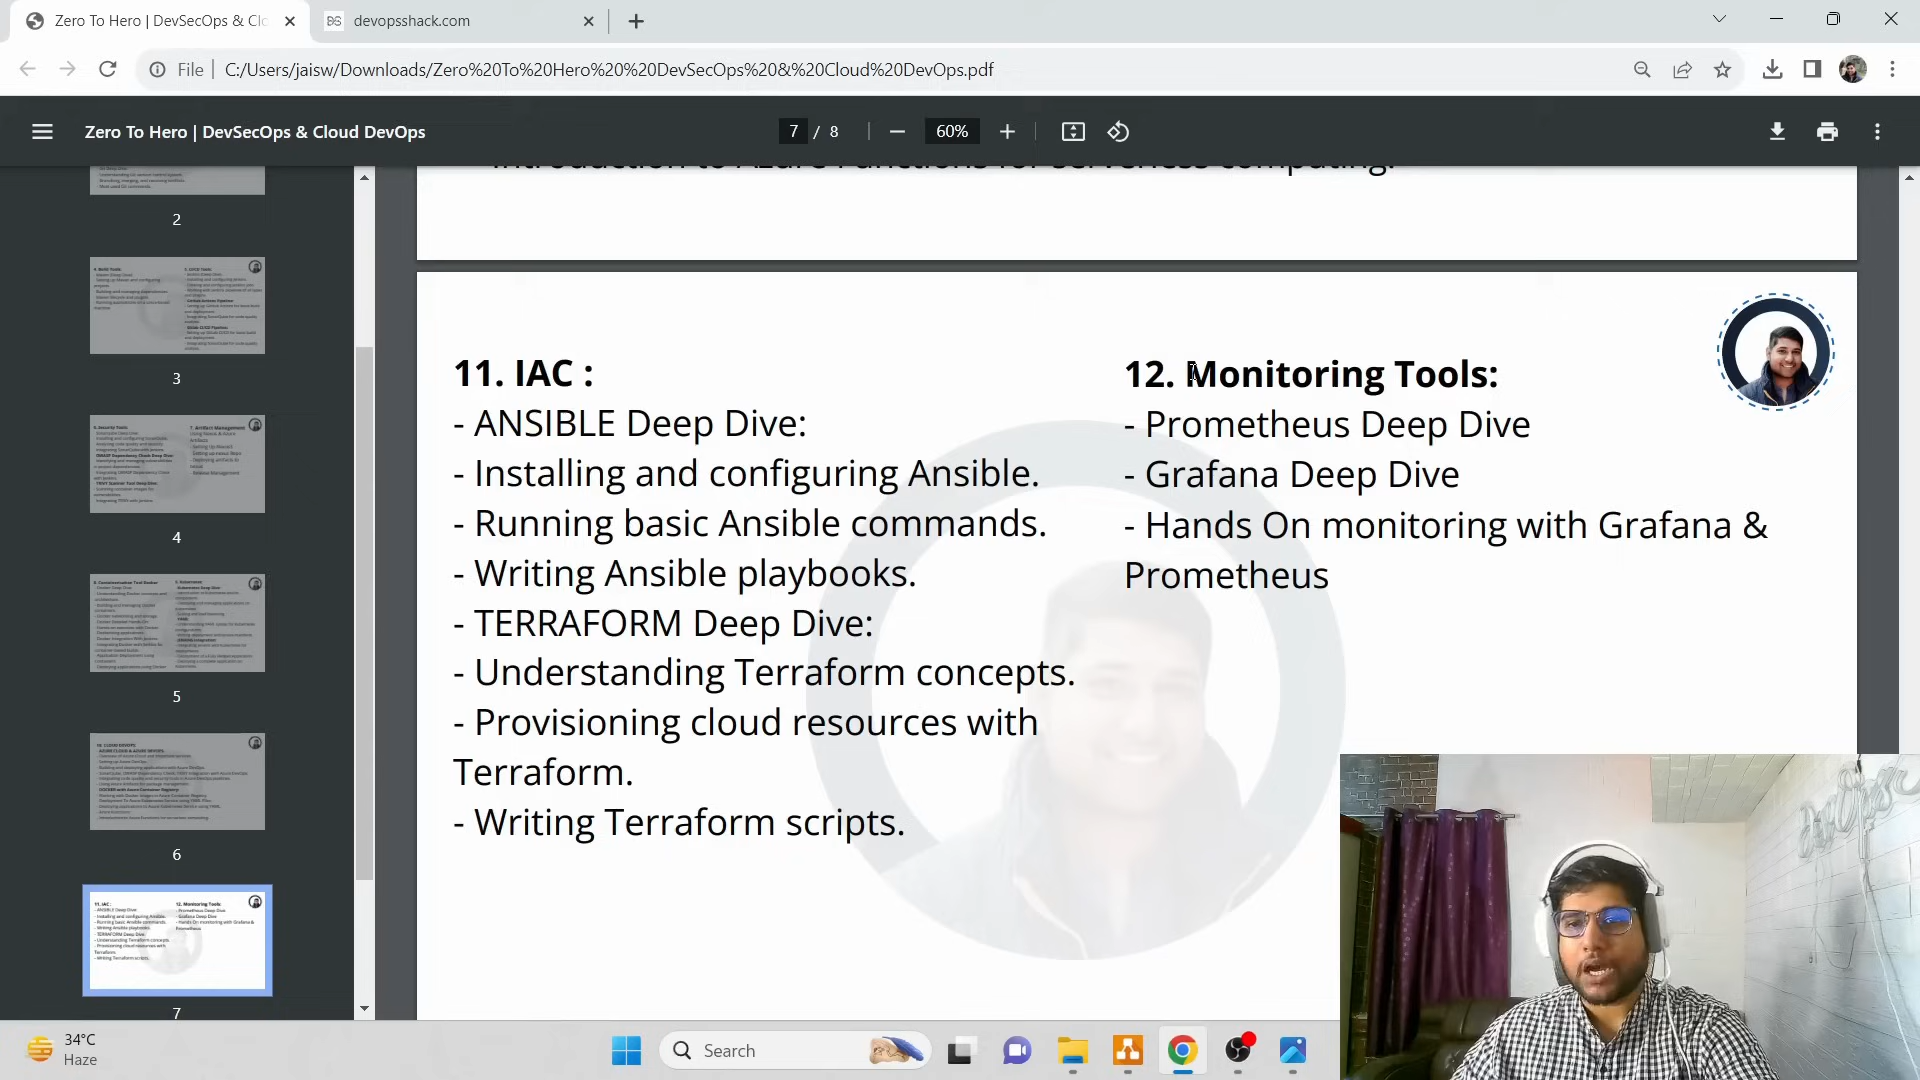 Zero To Hero | DevSecOps & Clo
devopsshack.com
File
C:/Users/jaisw/Downloads/Zero%20To%20Hero%20%20DevSecOps%20&%20Cloud%20DevOps.pdf
Zero To Hero | DevSecOps & Cloud DevOps
7 / 8
60%
Introduction to Azure Functions for serverless computing.
2
3
4
5
6
7
11. IAC :
- ANSIBLE Deep Dive:
- Installing and configuring Ansible.
- Running basic Ansible commands.
- Writing Ansible playbooks.
- TERRAFORM Deep Dive:
- Understanding Terraform concepts.
- Provisioning cloud resources with
Terraform.
- Writing Terraform scripts.
12. Monitoring Tools:
- Prometheus Deep Dive
- Grafana Deep Dive
- Hands On monitoring with Grafana &
Prometheus
34°C
Haze
Search